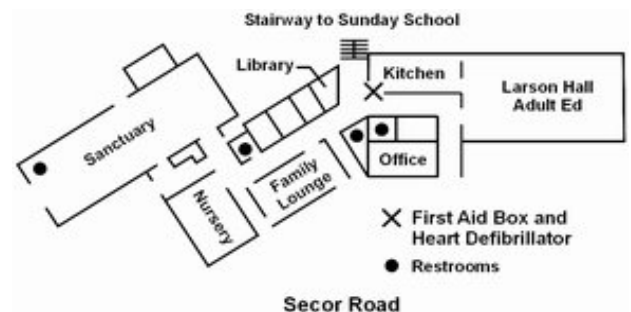 Stairway to Sunday School
Library
Kitchen
Larson Hall
Adult Ed
Sanctuary
Family
Lounge
Office
Nursery
First Aid Box and
Heart Defibrillator
Restrooms
Secor Road